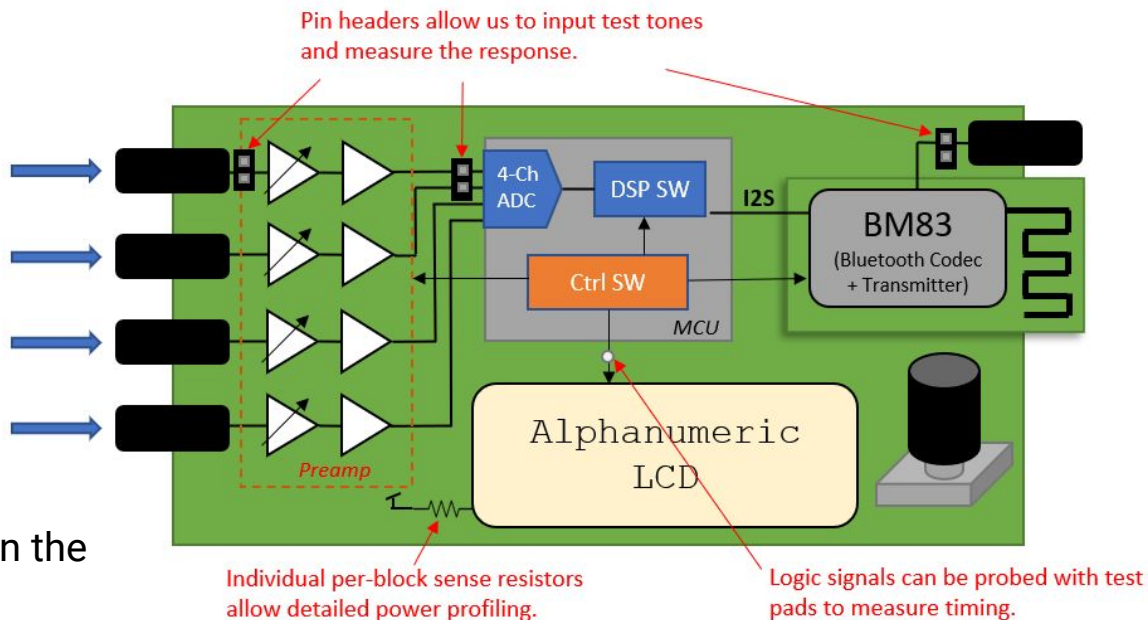 Pin headers allow us to input test tones
and measure the response.
4-Ch
ADC
DSP SW
I2S
BM83
(Bluetooth Codec
+ Transmitter)
Ctrl SW
MCU
Preamp
Alphanumeric
LCD
n the
Individual per-block sense resistors
allow detailed power profiling.
Logic signals can be probed with test
pads to measure timing.